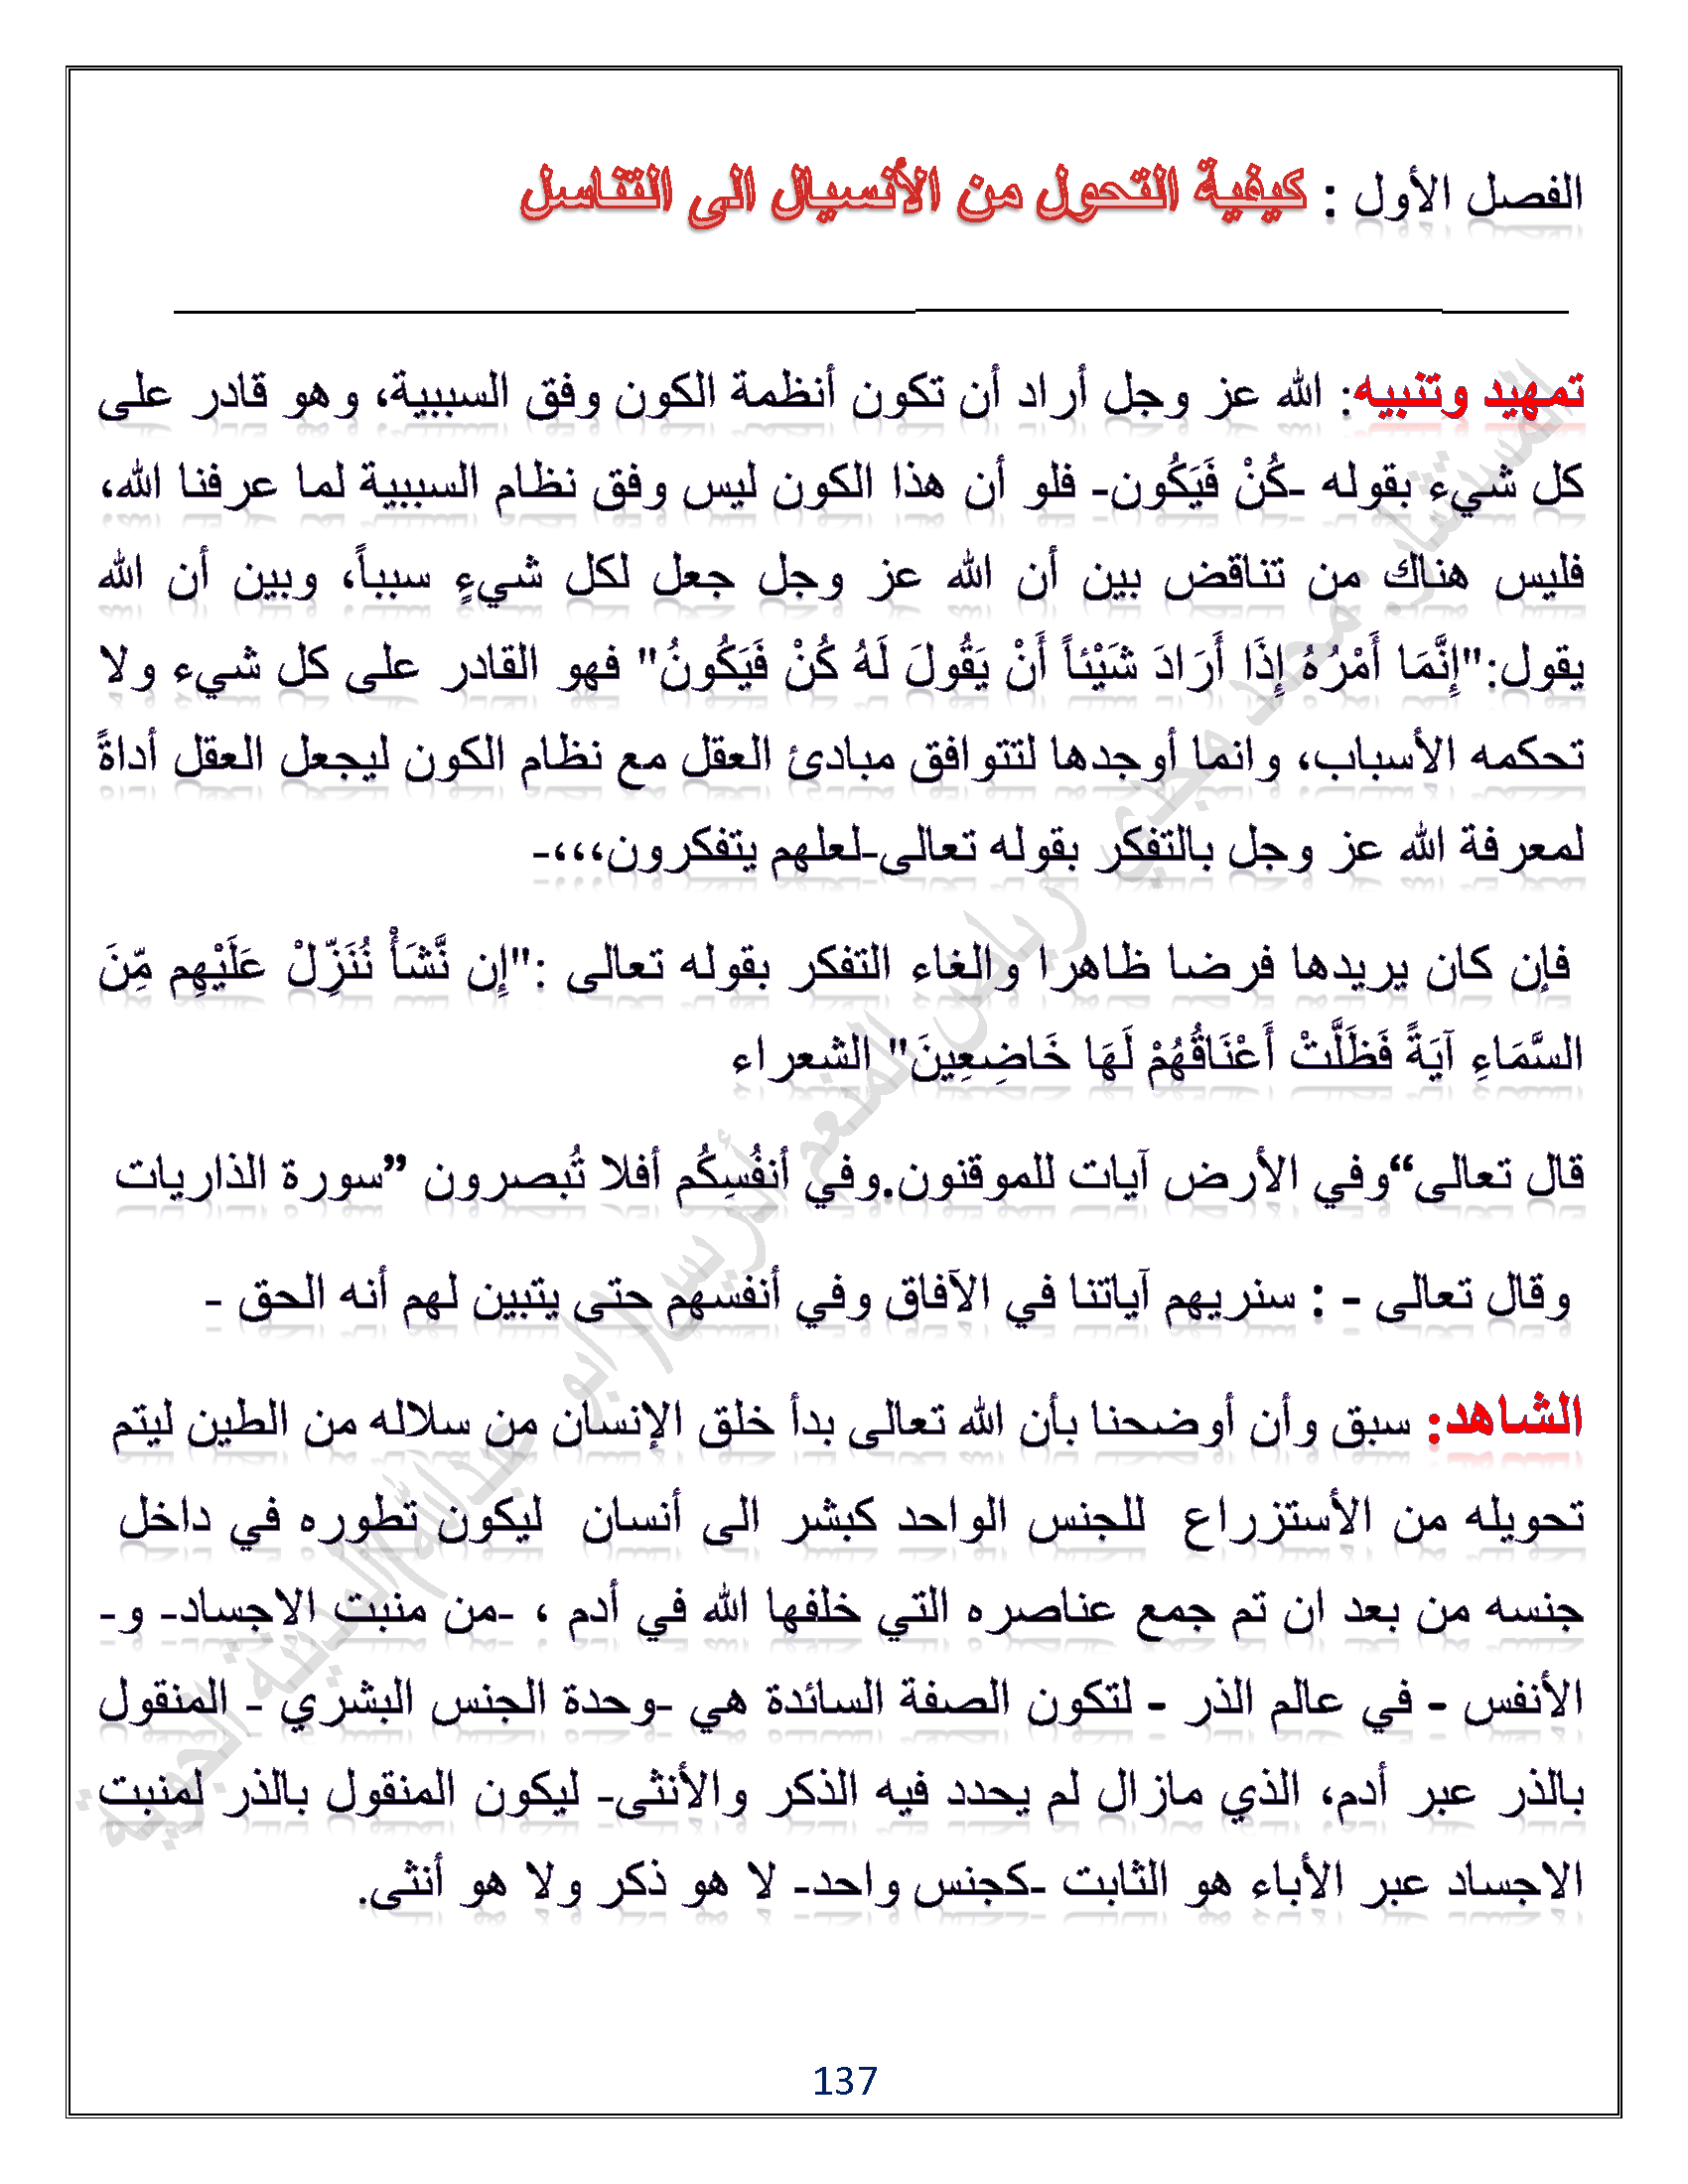 الفصل الأول : كيفية التحول من الأنسيال الى التناسل
تمهيد وتنبيه: الله عز وجل أراد أن تكون أنظمة الكون وفق السببية، وهو قادر على
كل شيء بقوله -كُنْ فَيَكُون- فلو أن هذا الكون ليس وفق نظام السببية لما عرفنا الله،
فليس هناك من تناقض بين أن الله عز وجل جعل لكل شيءٍ سبباً، وبين أن الله
يقول:"إِنَّمَا أَمْرُهُ إِذَا أَرَادَ شَيْئاً أَنْ يَقُولَ لَهُ كُنْ فَيَكُونُ" فهو القادر على كل شيء ولا
تحكمه الأسباب، وانما أوجدها لتتوافق مبادئ العقل مع نظام الكون ليجعل العقل أداةً
لمعرفة الله عز وجل بالتفكر بقوله تعالى-لعلهم يتفكرون،،،-
فإن كان يريدها فرضا ظاهرا والغاء التفكر بقوله تعالى :"إِن نَّشَأْ نُنَزِّلْ عَلَيْهِم مِّنَ
السَّمَاءِ آيَةً فَظَلَّتْ أَعْنَاقُهُمْ لَهَا خَاضِعِينَ" الشعراء
قال تعالى“وفي الأرض آيات للموقنون.وفي أنفُسِكُم أفلا تُبصرون ”سورة الذاريات
وقال تعالى - : سنريهم آياتنا في الآفاق وفي أنفسهم حتى يتبين لهم أنه الحق -
الشاهد: سبق وأن أوضحنا بأن الله تعالى بدأ خلق الإنسان من سلاله من الطين ليتم
تحويله من الأستزراع للجنس الواحد كبشر الى أنسان ليكون تطوره في داخل
جنسه من بعد ان تم جمع عناصره التي خلفها الله في أدم ، -من منبت الاجساد- و-
الأنفس - في عالم الذر - لتكون الصفة السائدة هي -وحدة الجنس البشري - المنقول
بالذر عبر أدم، الذي مازال لم يحدد فيه الذكر والأنثى- ليكون المنقول بالذر لمنبت
الاجساد عبر الأباء هو الثابت -كجنس واحد- لا هو ذكر ولا هو أنثى.
137